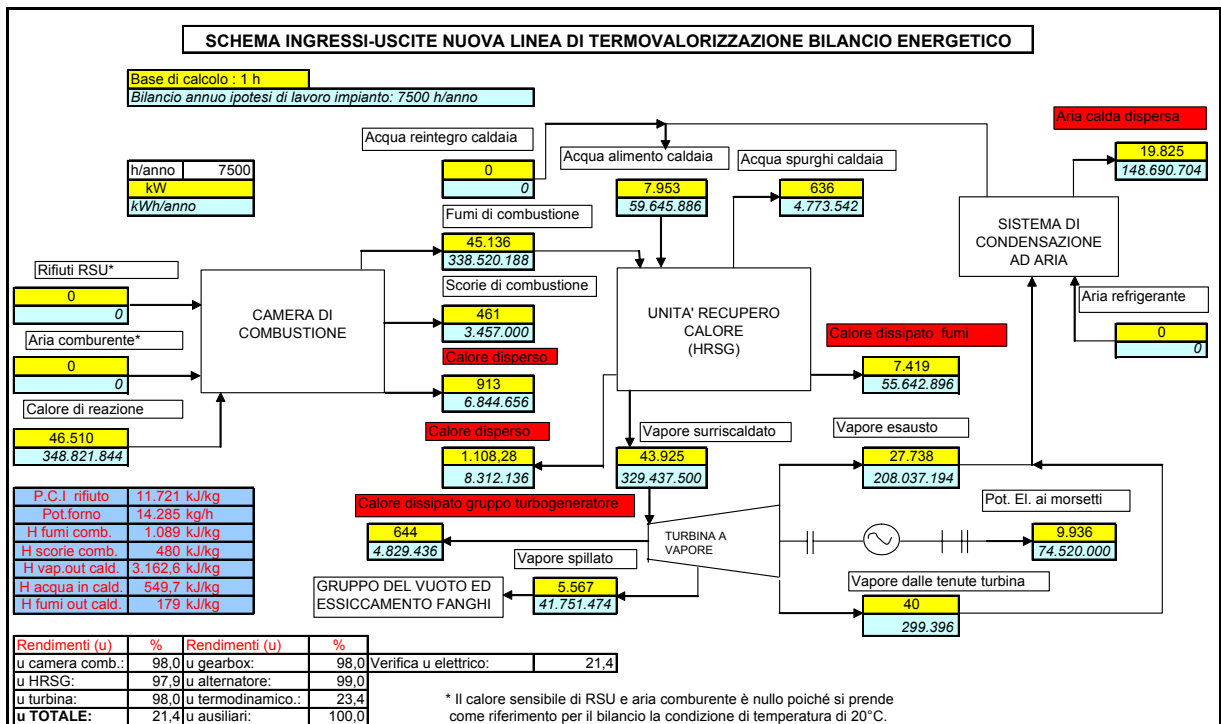 SCHEMA INGRESSI-USCITE NUOVA LINEA DI TERMOVALORIZZAZIONE BILANCIO ENERGETICO
Base di calcolo : 1 h
Bilancio annuo ipotesi di lavoro impianto: 7500 h/anno
h/anno 7500
kW
kWh/anno
Acqua reintegro caldaia
0
0
Acqua alimento caldaia
7.953
59.645.886
Acqua spurghi caldaia
636
4.773.542
Aria calda dispersa
19.825
148.690.704
Fumi di combustione
45.136
338.520.188
SISTEMA DI
CONDENSAZIONE
AD ARIA
Rifiuti RSU*
0
0
Scorie di combustione
461
3.457.000
CAMERA DI
COMBUSTIONE
UNITA' RECUPERO
CALORE
(HRSG)
Aria refrigerante
0
0
Aria comburente*
0
0
Calore disperso
913
6.844.656
Calore dissipato fumi
7.419
55.642.896
Calore di reazione
46.510
348.821.844
Calore disperso
1.108,28
8.312.136
Vapore surriscaldato
43.925
329.437.500
Vapore esausto
27.738
208.037.194
P.C.I rifiuto 11.721 kJ/kg
Pot.forno 14.285 kg/h
H fumi comb. 1.089 kJ/kg
H scorie comb. 480 kJ/kg
H vap.out cald. 3.162,6 kJ/kg
H acqua in cald. 549,7 kJ/kg
H fumi out cald. 179 kJ/kg
Calore dissipato gruppo turbogeneratore
644
4.829.436
TURBINA A
VAPORE
Pot. El. ai morsetti
9.936
74.520.000
Vapore spillato
5.567
41.751.474
GRUPPO DEL VUOTO ED
ESSICCAMENTO FANGHI
Vapore dalle tenute turbina
40
299.396
Rendimenti (u) % Rendimenti (u) %
u camera comb.: 98,0 u gearbox: 98,0 Verifica u elettrico: 21,4
u HRSG: 97,9 u alternatore: 99,0
u turbina: 98,0 u termodinamico.: 23,4
u TOTALE: 21,4 u ausiliari: 100,0
* Il calore sensibile di RSU e aria comburente è nullo poiché si prende
come riferimento per il bilancio la condizione di temperatura di 20°C.